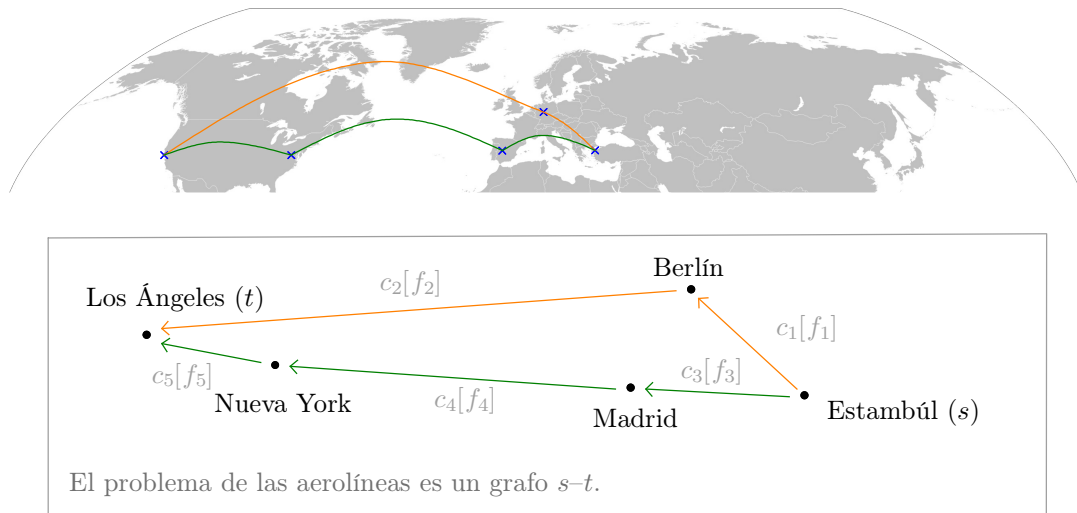 Berlín
c₂[f₂]
Los Ángeles (t)
c₁[f₁]
c₃[f₃]
c₅[f₅]
Nueva York
c₄[f₄]
Madrid
Estambúl (s)
El problema de las aerolíneas es un grafo s–t.